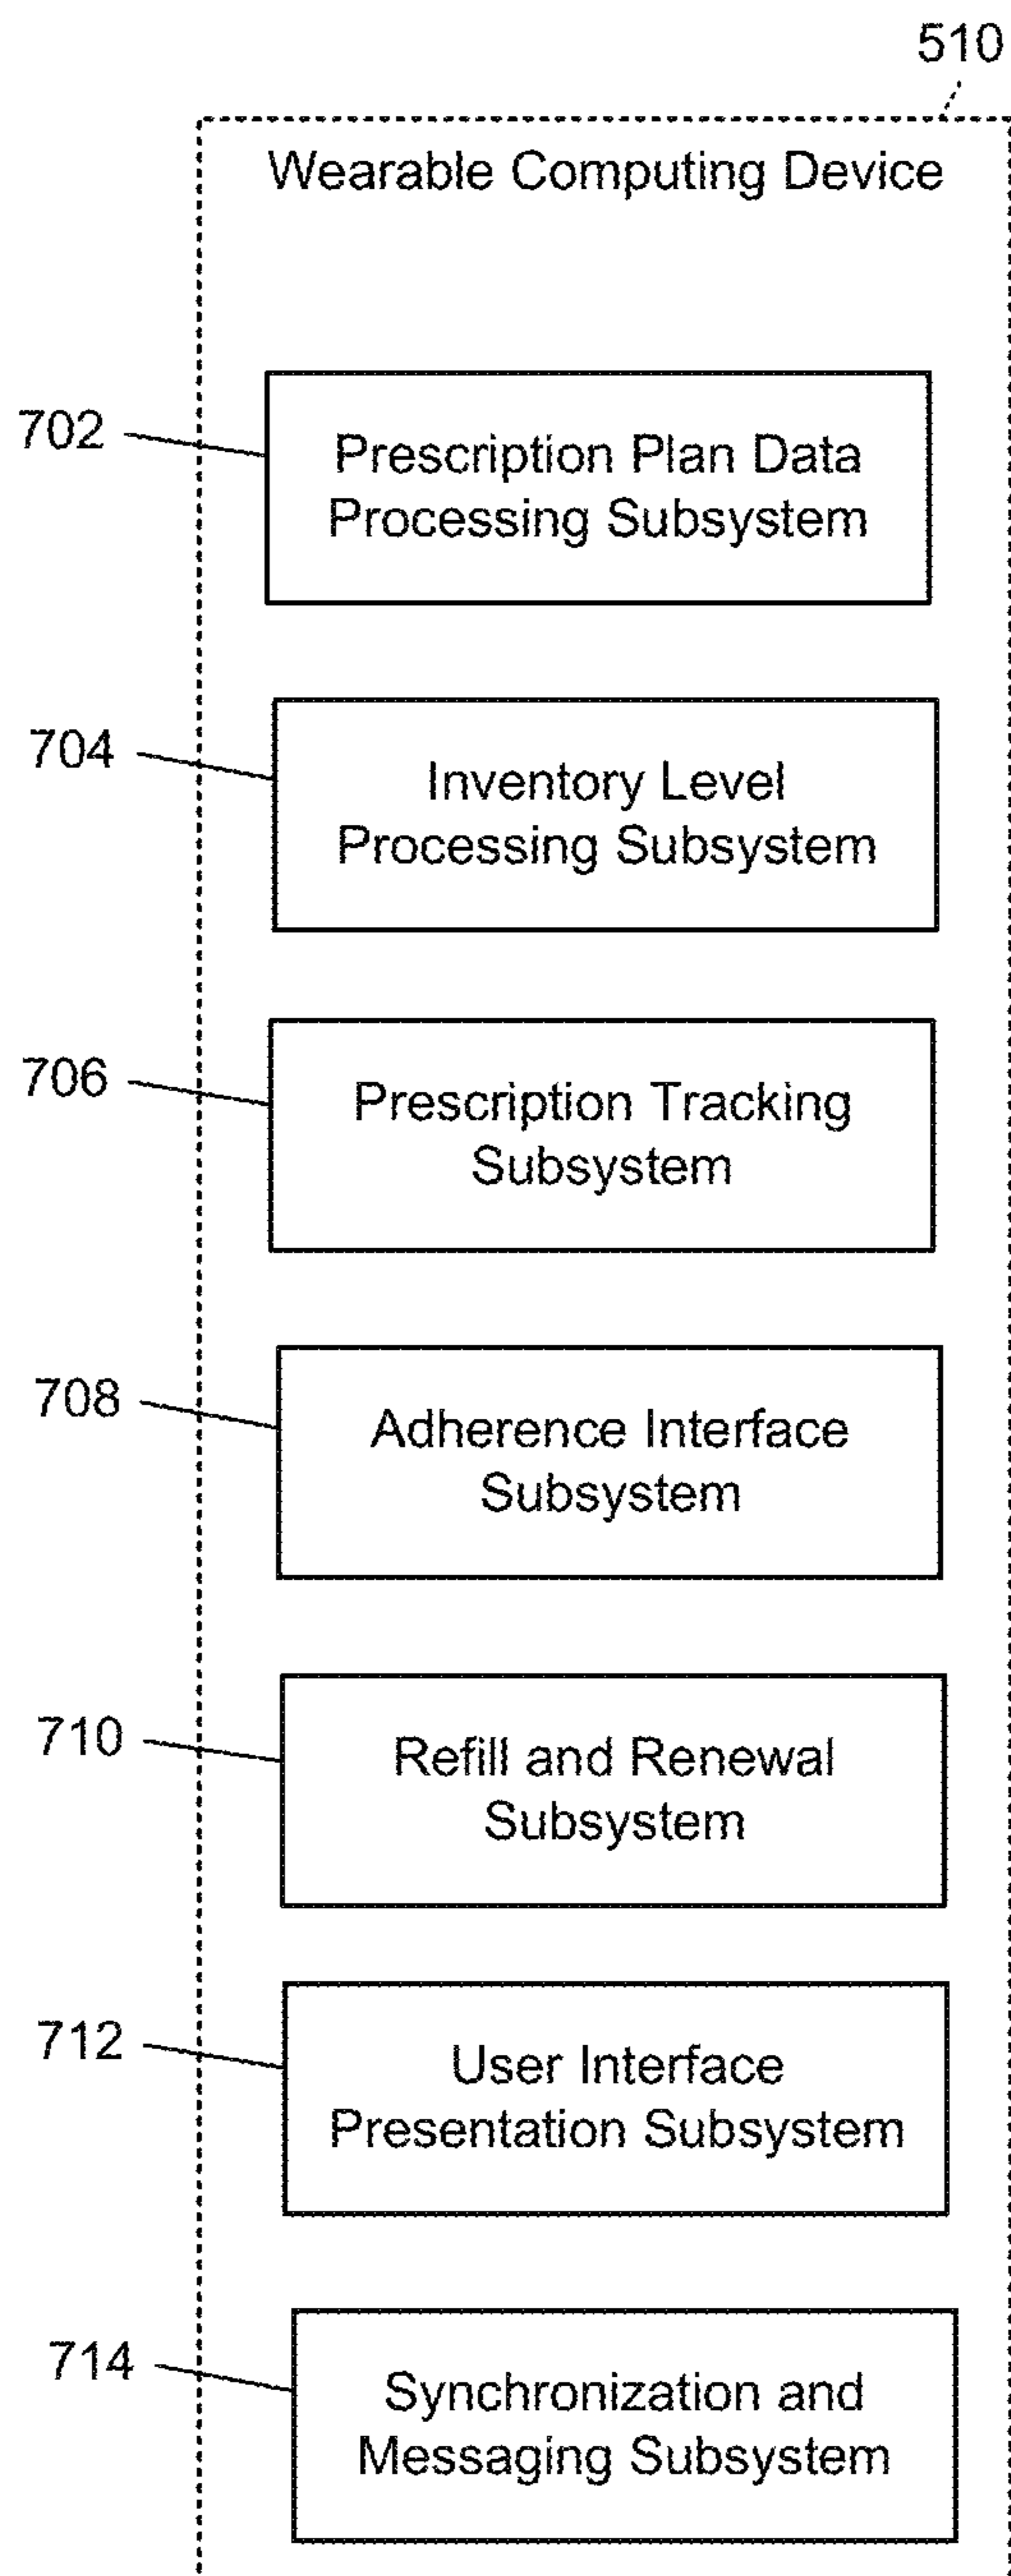 510
Wearable Computing Device
702
Prescription Plan Data
Processing Subsystem
704
Inventory Level
Processing Subsystem
706
Prescription Tracking
Subsystem
708
Adherence Interface
Subsystem
710
Refill and Renewal
Subsystem
712
User Interface
Presentation Subsystem
714
Synchronization and
Messaging Subsystem